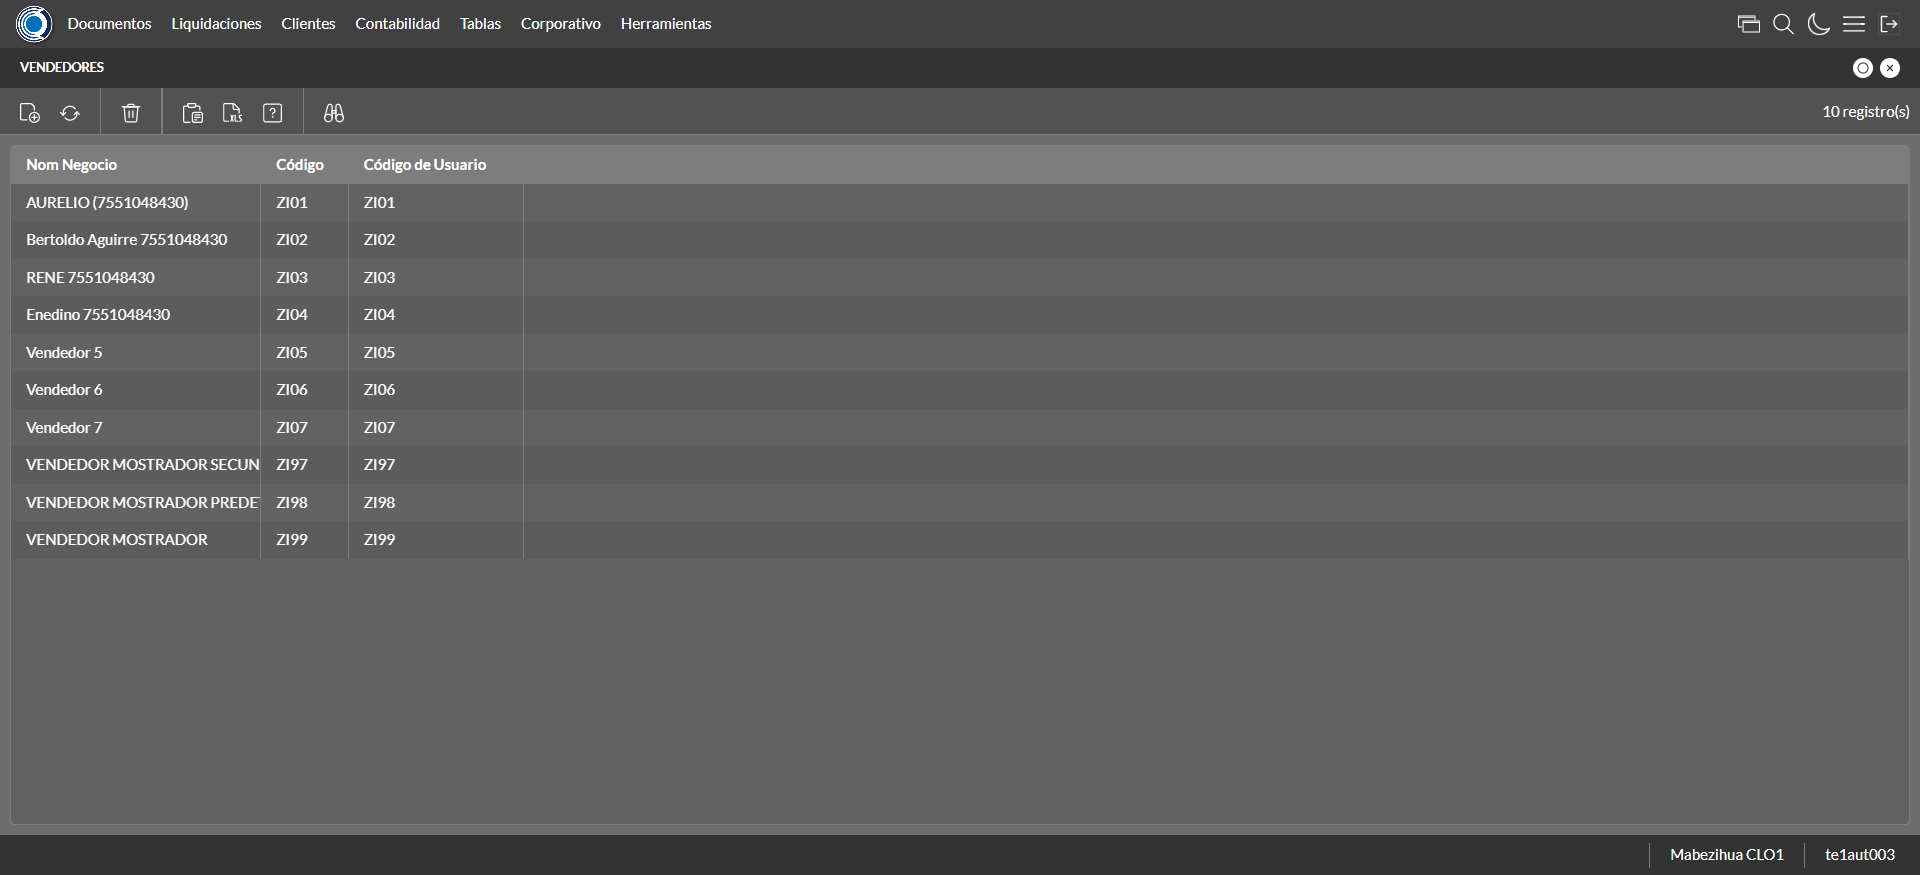 Documentos Liquidaciones Clientes Contabilidad Tablas Corporativo Herramientas
VENDEDORES
XLS ? 10 registro(s)
Nom Negocio Código Código de Usuario
AURELIO (7551048430) ZI01 ZI01
Bertoldo Aguirre 7551048430 ZI02 ZI02
RENE 7551048430 ZI03 ZI03
Enedino 7551048430 ZI04 ZI04
Vendedor 5 ZI05 ZI05
Vendedor 6 ZI06 ZI06
Vendedor 7 ZI07 ZI07
VENDEDOR MOSTRADOR SECUN ZI97 ZI97
VENDEDOR MOSTRADOR PREDET ZI98 ZI98
VENDEDOR MOSTRADOR ZI99 ZI99
Mabezihua CLO1 te1aut003